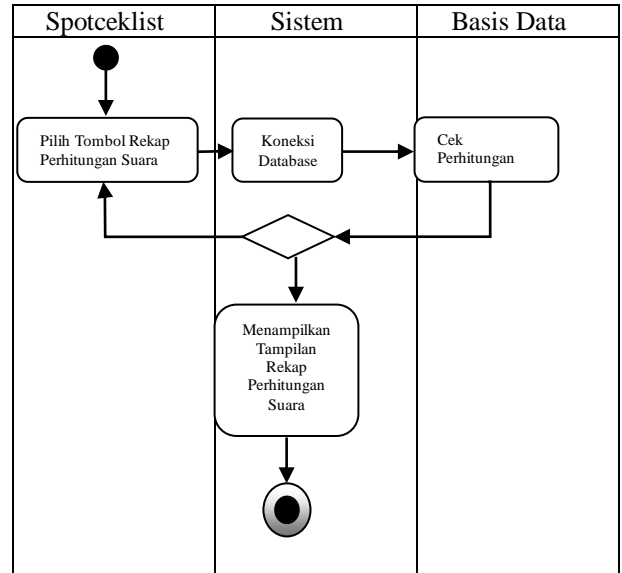 Spotceklist
Sistem
Basis Data
Pilih Tombol Rekap
Perhitungan Suara
Koneksi
Database
Cek
Perhitungan
Menampilkan
Tampilan
Rekap
Perhitungan
Suara